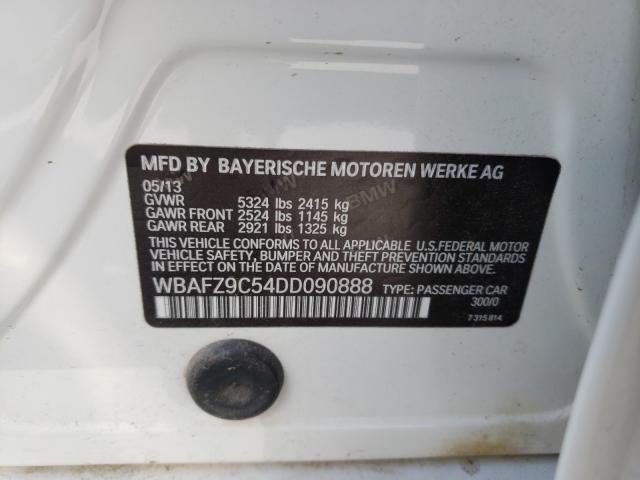 MFD BY BAYERISCHE MOTOREN WERKE AG
05/13
GVWR 5324 lbs 2415 kg
GAWR FRONT 2524 lbs 1145 kg
GAWR REAR 2921 lbs 1325 kg
THIS VEHICLE CONFORMS TO ALL APPLICABLE U.S.FEDERAL MOTOR
VEHICLE SAFETY, BUMPER AND THEFT PREVENTION STANDARDS
IN EFFECT ON THE DATE OF MANUFACTURE SHOWN ABOVE
WBAFZ9C54DD090888 TYPE: PASSENGER CAR
300/0
7 315 814
BMW